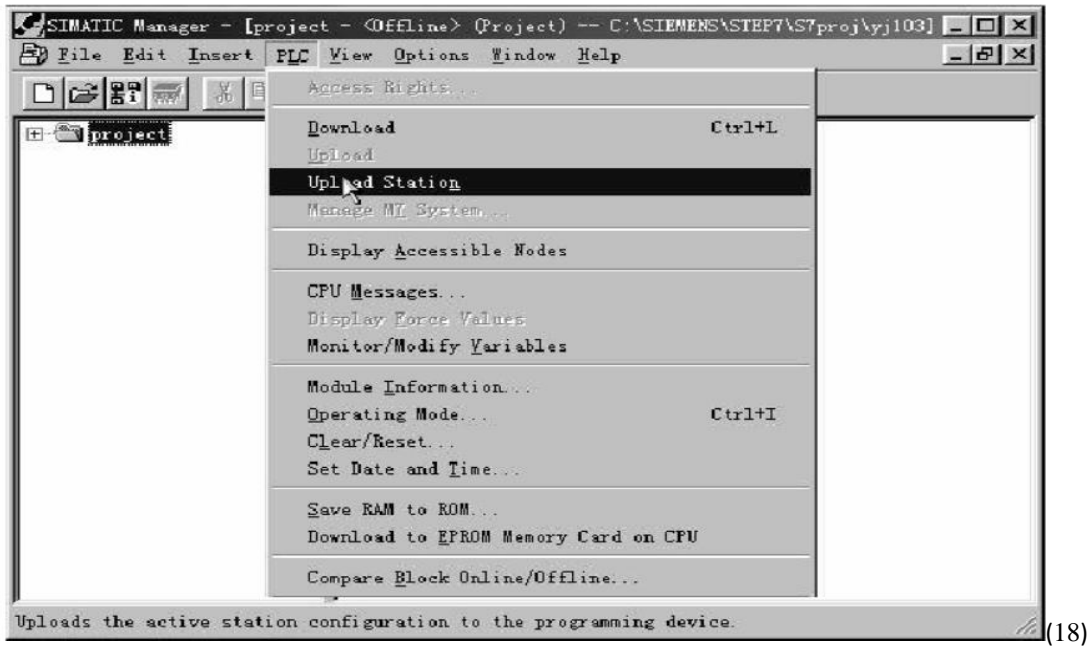 SIMATIC Manager - [project - <Offline> (Project) -- C:\SIEMENS\STEP7\S7proj\yj103]
File Edit Insert PLC View Options Window Help
Access Rights...
Download Ctrl+L
Upload
Upload Station
Manage M7 System...
Display Accessible Nodes
CPU Messages...
Display Force Values
Monitor/Modify Variables
Module Information...
Operating Mode... Ctrl+I
Clear/Reset...
Set Date and Time...
Save RAM to ROM...
Download to EPROM Memory Card on CPU
Compare Block Online/Offline...
project
Uploads the active station configuration to the programming device.
(18)